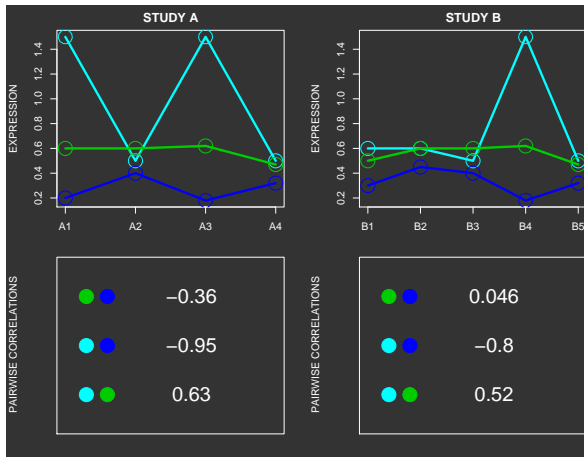 STUDY A
STUDY B
EXPRESSION
1.4
1.2
1.0
0.8
0.6
0.4
0.2
A1 A2 A3 A4
EXPRESSION
1.4
1.2
1.0
0.8
0.6
0.4
0.2
B1 B2 B3 B4 B5
PAIRWISE CORRELATIONS
−0.36
−0.95
0.63
PAIRWISE CORRELATIONS
0.046
−0.8
0.52